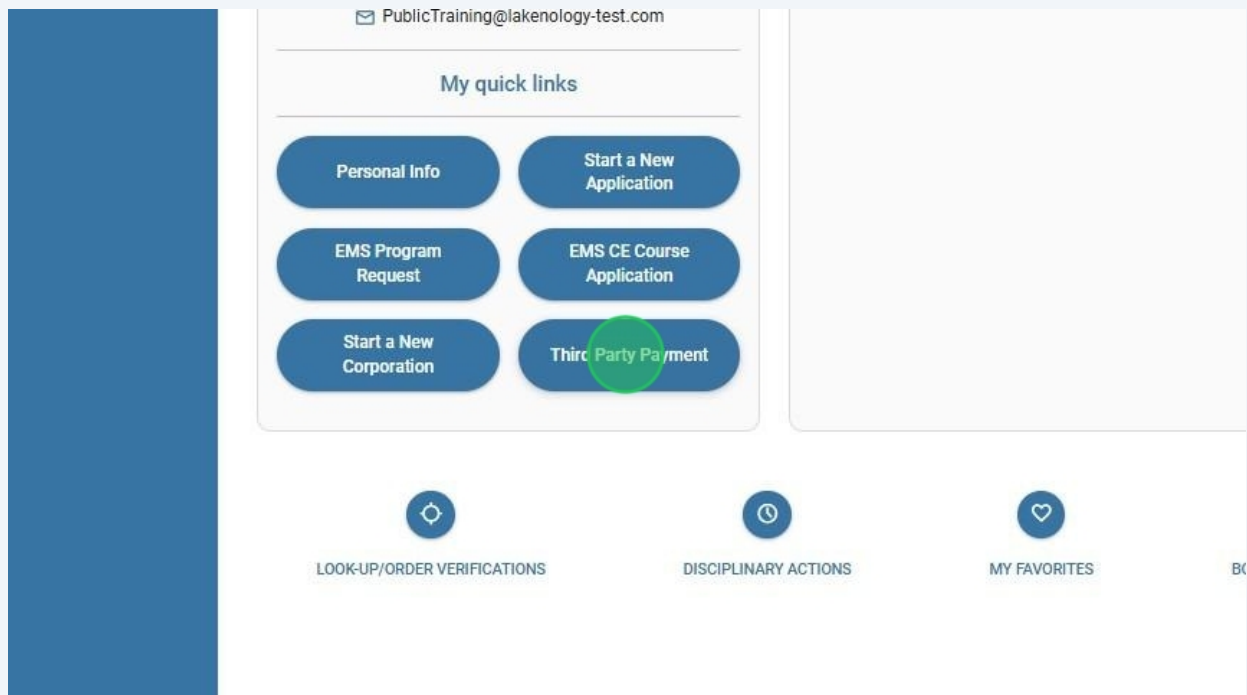 PublicTraining@lakenology-test.com
My quick links
Personal Info
Start a New
Application
EMS Program
Request
EMS CE Course
Application
Start a New
Corporation
Third Party Payment
LOOK-UP/ORDER VERIFICATIONS
DISCIPLINARY ACTIONS
MY FAVORITES